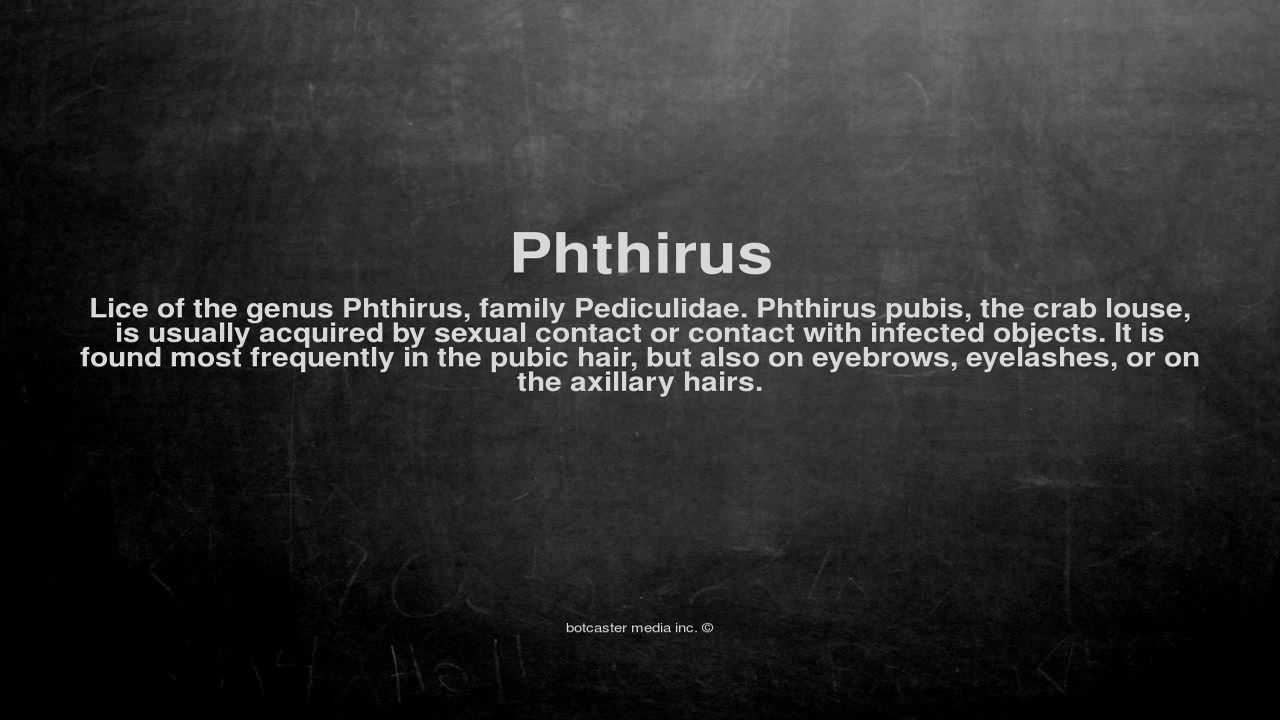 Phthirus
Lice of the genus Phthirus, family Pediculidae. Phthirus pubis, the crab louse,
is usually acquired by sexual contact or contact with infected objects. It is
found most frequently in the pubic hair, but also on eyebrows, eyelashes, or on
the axillary hairs.
botcaster media inc. ©